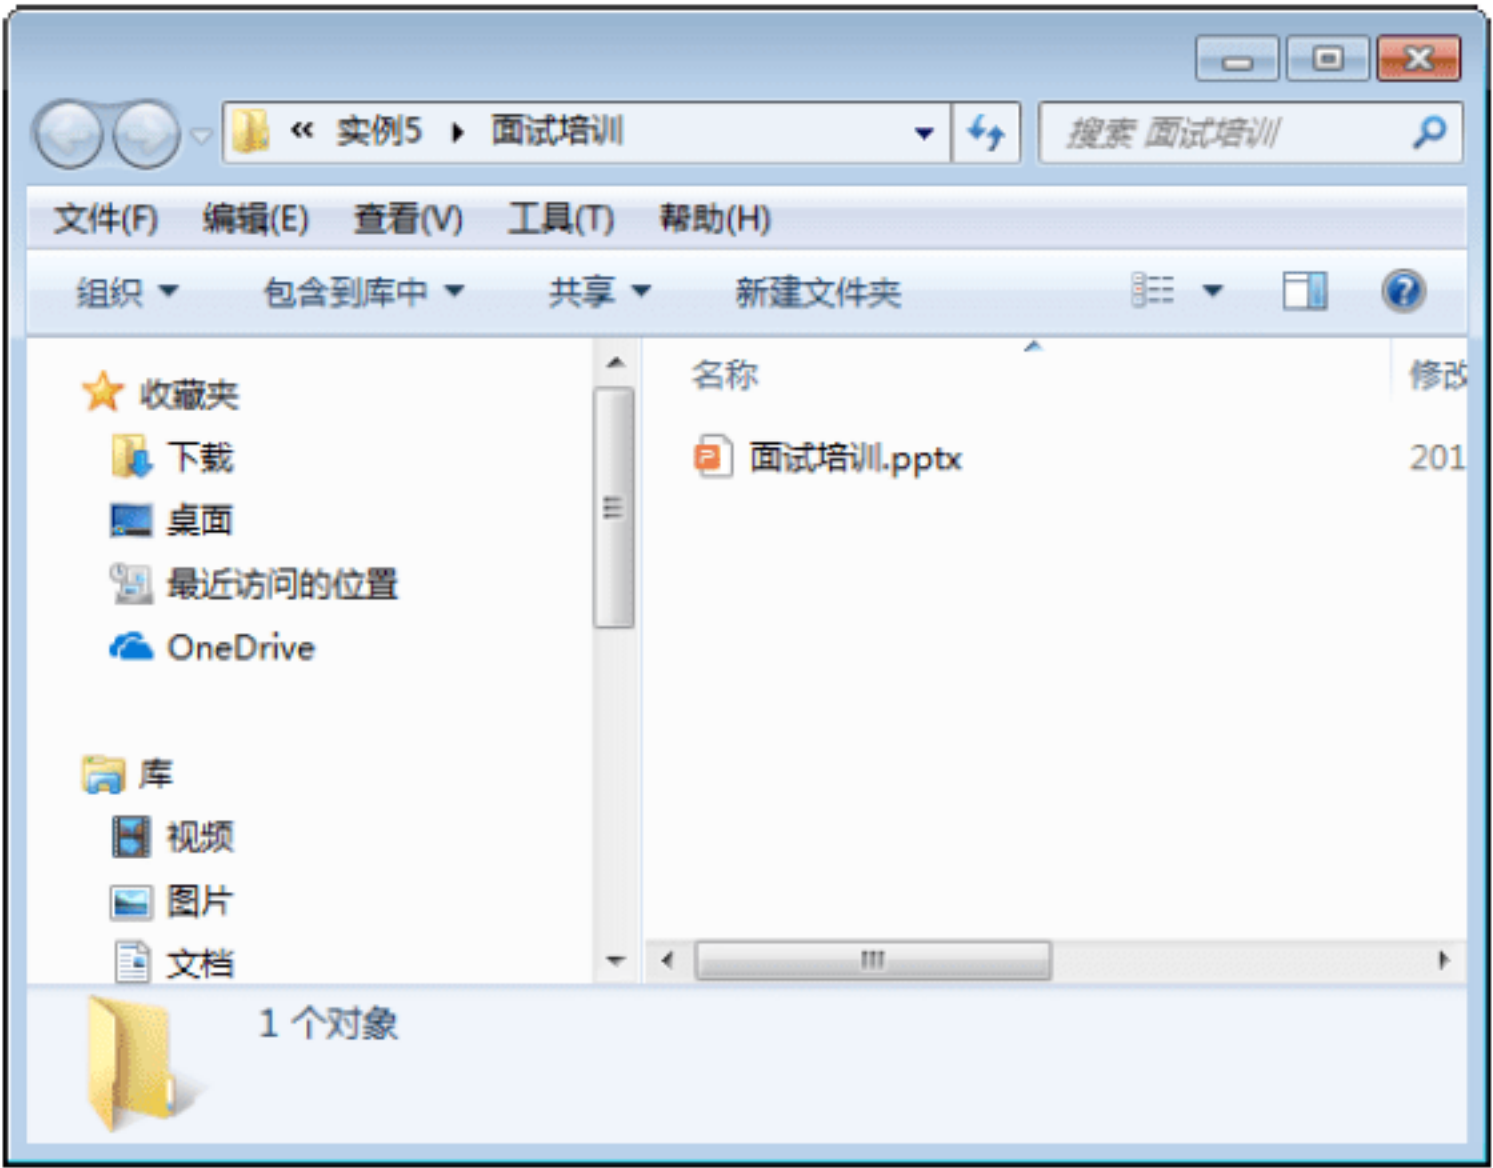 « 实例5 ▸ 面试培训
搜索 面试培训
文件(F) 编辑(E) 查看(V) 工具(T) 帮助(H)
组织 包含到库中 共享 新建文件夹
名称 修改
收藏夹
面试培训.pptx 201
下载
桌面
最近访问的位置
OneDrive
库
视频
图片
文档
1 个对象